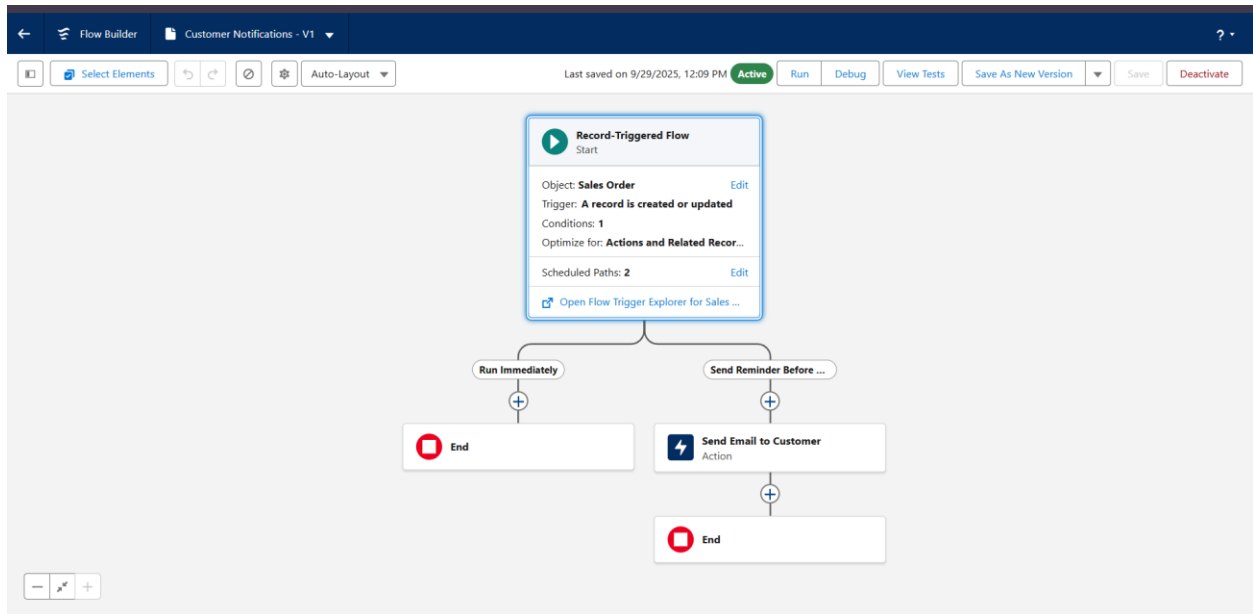 Flow Builder
Customer Notifications - V1
?
Select Elements
Auto-Layout
Last saved on 9/29/2025, 12:09 PM
Active
Run
Debug
View Tests
Save As New Version
Save
Deactivate
Record-Triggered Flow
Start
Object: Sales Order Edit
Trigger: A record is created or updated
Conditions: 1
Optimize for: Actions and Related Recor...
Scheduled Paths: 2 Edit
Open Flow Trigger Explorer for Sales ...
Run Immediately
Send Reminder Before ...
End
Send Email to Customer
Action
End